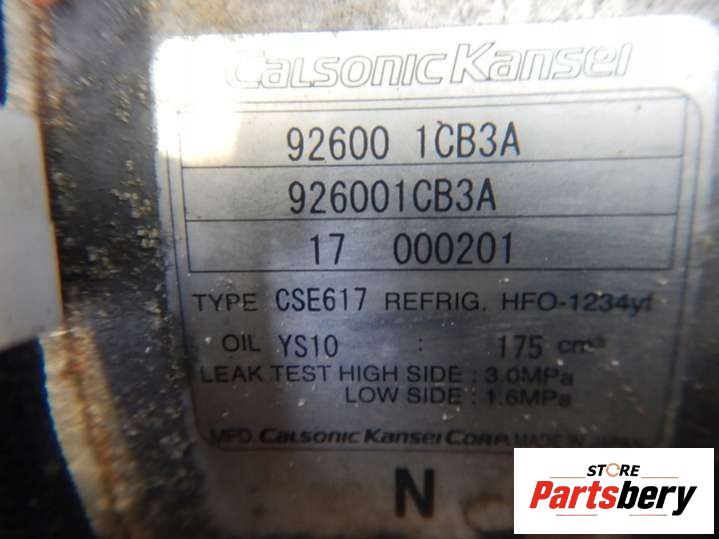 CALSONIC KANSEI
92600 1CB3A
926001CB3A
17 000201
TYPE CSE617 REFRIG. HFO-1234yf
OIL YS10 : 175 cm³
LEAK TEST HIGH SIDE : 3.0MPa
LOW SIDE : 1.6MPa
MFD. CALSONIC KANSEI CORP. MADE IN JAPAN
N
STORE
Partsbery